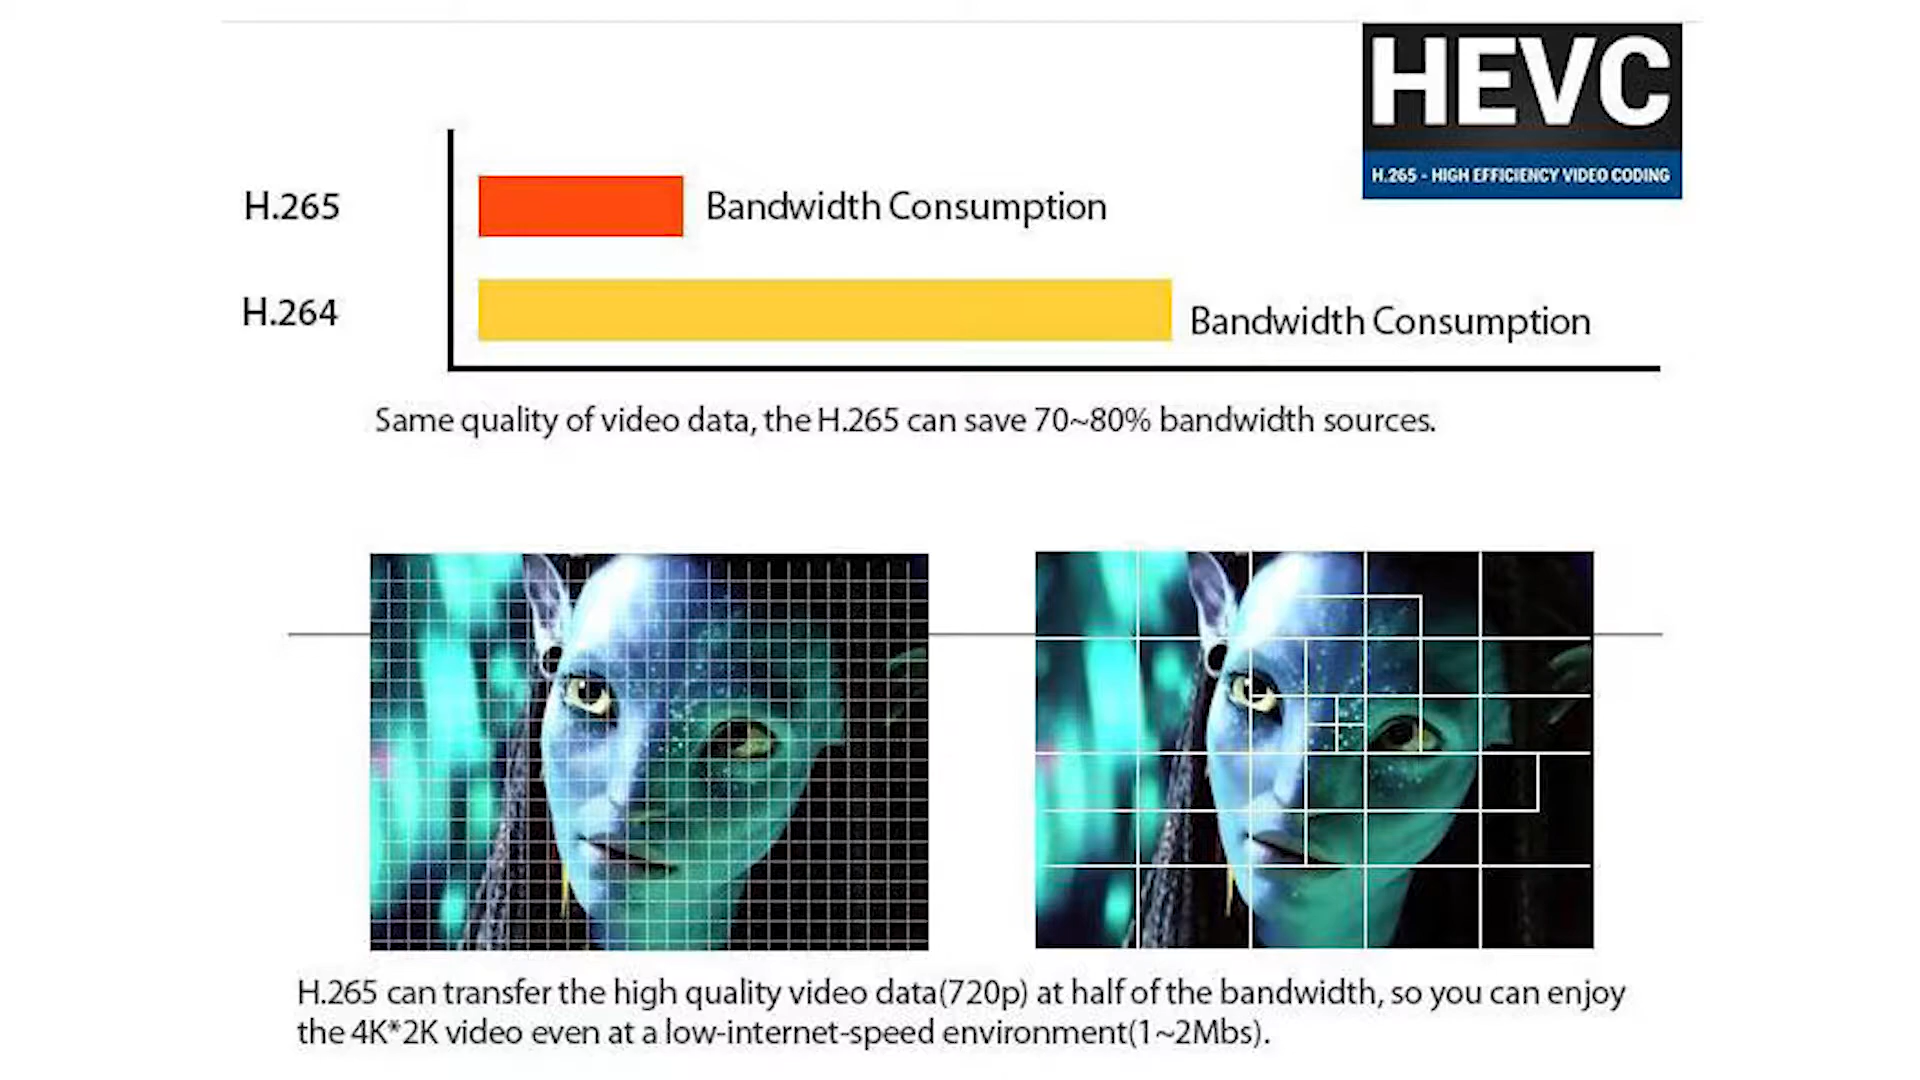 HEVC
H.265 - HIGH EFFICIENCY VIDEO CODING
H.265
Bandwidth Consumption
H.264
Bandwidth Consumption
Same quality of video data, the H.265 can save 70~80% bandwidth sources.
H.265 can transfer the high quality video data(720p) at half of the bandwidth, so you can enjoy
the 4K*2K video even at a low-internet-speed environment(1~2Mbs).